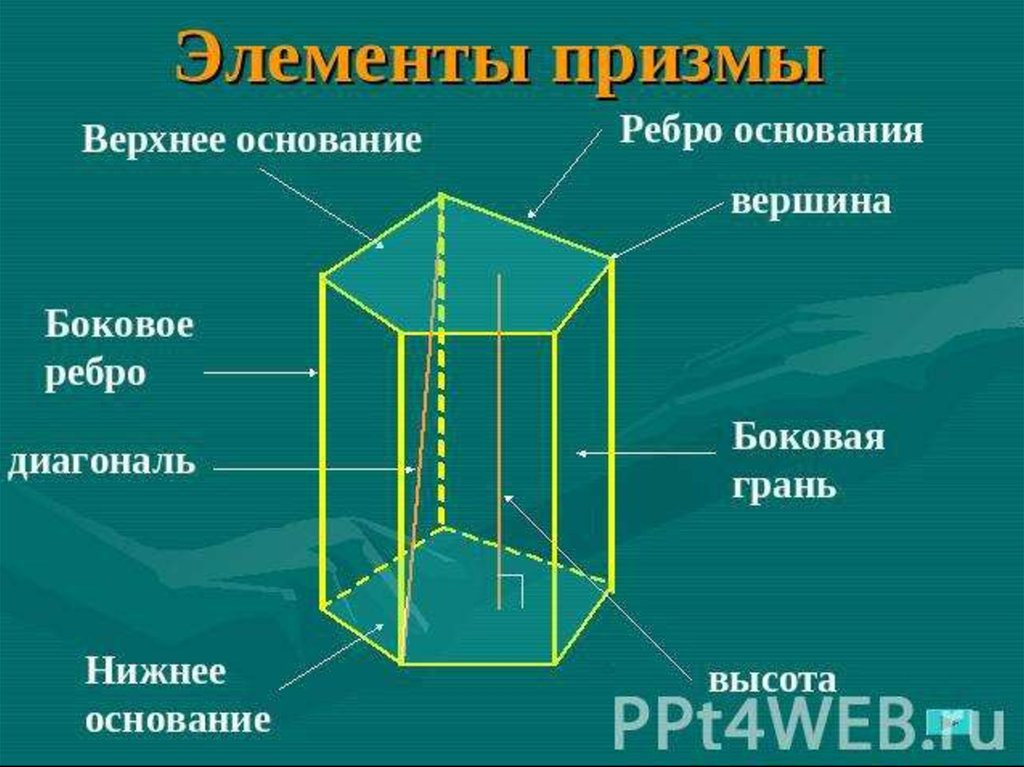 Элементы призмы
Верхнее основание
Ребро основания
вершина
Боковое
ребро
диагональ
Боковая
грань
Нижнее
основание
высота
PPt4WEB.ru